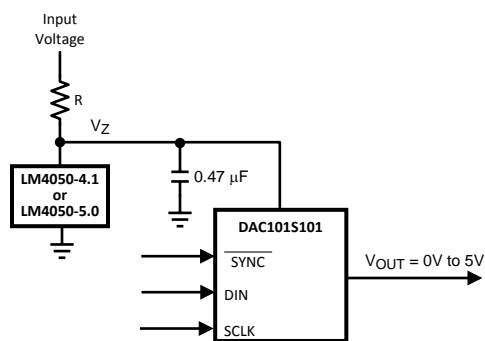 Input
Voltage
R
VZ
LM4050-4.1
or
LM4050-5.0
0.47 μF
DAC101S101
SYNC
DIN
SCLK
VOUT = 0V to 5V